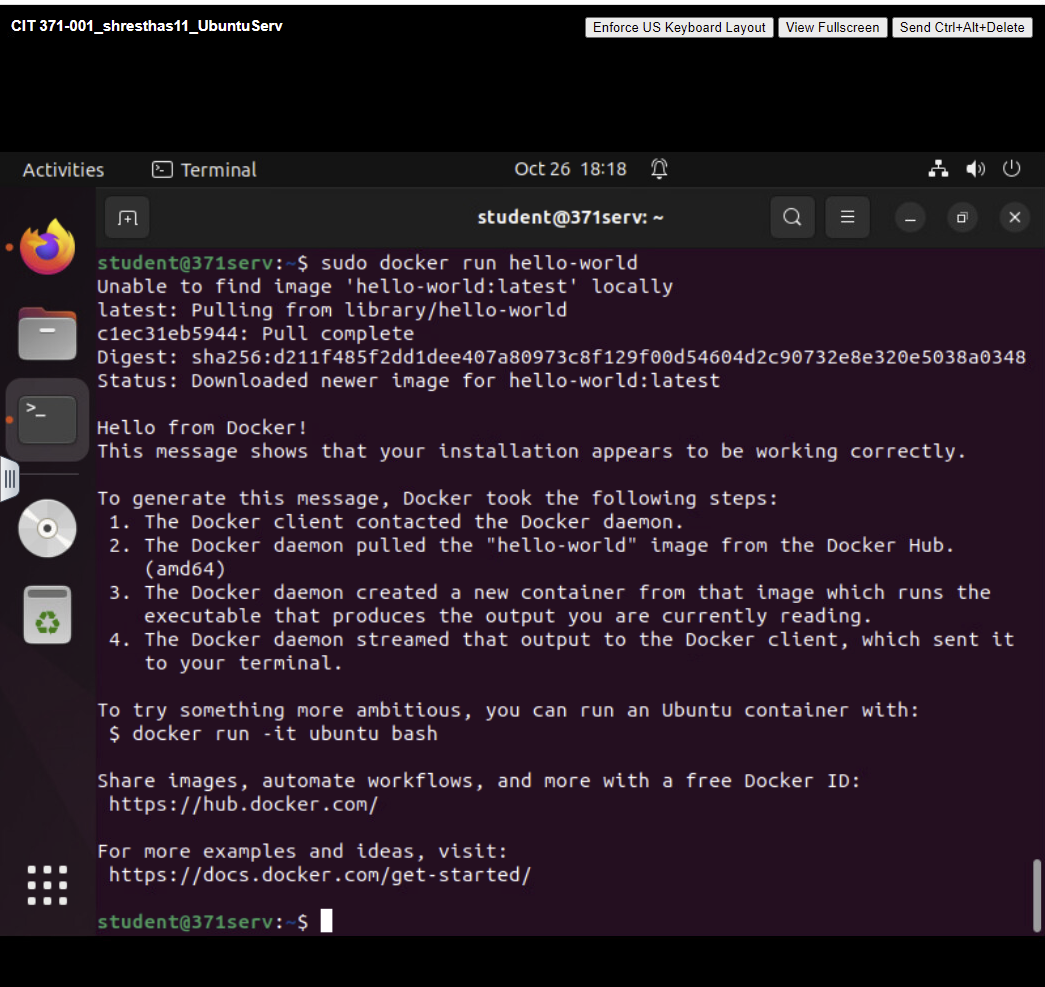 CIT 371-001_shresthas11_UbuntuServ
Enforce US Keyboard Layout View Fullscreen Send Ctrl+Alt+Delete
Activities Terminal Oct 26 18:18
student@371serv: ~
student@371serv:~$ sudo docker run hello-world
Unable to find image 'hello-world:latest' locally
latest: Pulling from library/hello-world
c1ec31eb5944: Pull complete
Digest: sha256:d211f485f2dd1dee407a80973c8f129f00d54604d2c90732e8e320e5038a0348
Status: Downloaded newer image for hello-world:latest
Hello from Docker!
This message shows that your installation appears to be working correctly.
To generate this message, Docker took the following steps:
1. The Docker client contacted the Docker daemon.
2. The Docker daemon pulled the "hello-world" image from the Docker Hub.
(amd64)
3. The Docker daemon created a new container from that image which runs the
executable that produces the output you are currently reading.
4. The Docker daemon streamed that output to the Docker client, which sent it
to your terminal.
To try something more ambitious, you can run an Ubuntu container with:
$ docker run -it ubuntu bash
Share images, automate workflows, and more with a free Docker ID:
https://hub.docker.com/
For more examples and ideas, visit:
https://docs.docker.com/get-started/
student@371serv:~$